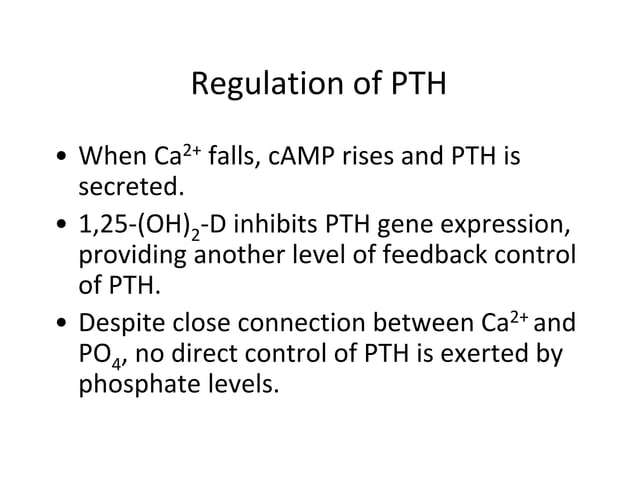 Regulation of PTH
• When Ca²⁺ falls, cAMP rises and PTH is
secreted.
• 1,25-(OH)₂-D inhibits PTH gene expression,
providing another level of feedback control
of PTH.
• Despite close connection between Ca²⁺ and
PO₄, no direct control of PTH is exerted by
phosphate levels.